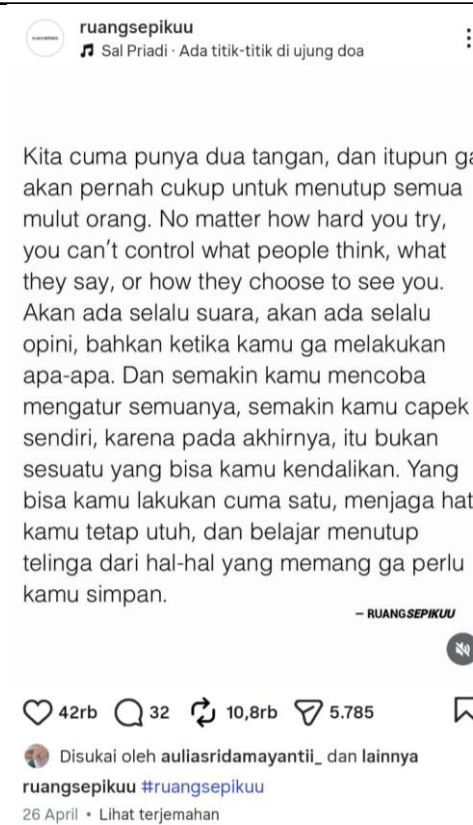 ruangsepikuu
Sal Priadi · Ada titik-titik di ujung doa
Kita cuma punya dua tangan, dan itupun ga
akan pernah cukup untuk menutup semua
mulut orang. No matter how hard you try,
you can't control what people think, what
they say, or how they choose to see you.
Akan ada selalu suara, akan ada selalu
opini, bahkan ketika kamu ga melakukan
apa-apa. Dan semakin kamu mencoba
mengatur semuanya, semakin kamu capek
sendiri, karena pada akhirnya, itu bukan
sesuatu yang bisa kamu kendalikan. Yang
bisa kamu lakukan cuma satu, menjaga hat
kamu tetap utuh, dan belajar menutup
telinga dari hal-hal yang memang ga perlu
kamu simpan.
– RUANGSEPIKUU
42rb 32 10,8rb 5.785
Disukai oleh auliasridamayantii_ dan lainnya
ruangsepikuu #ruangsepikuu
26 April • Lihat terjemahan